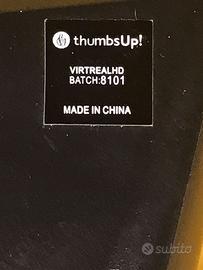 thumbsUp!
VIRTREALHD
BATCH:8101
MADE IN CHINA
subito